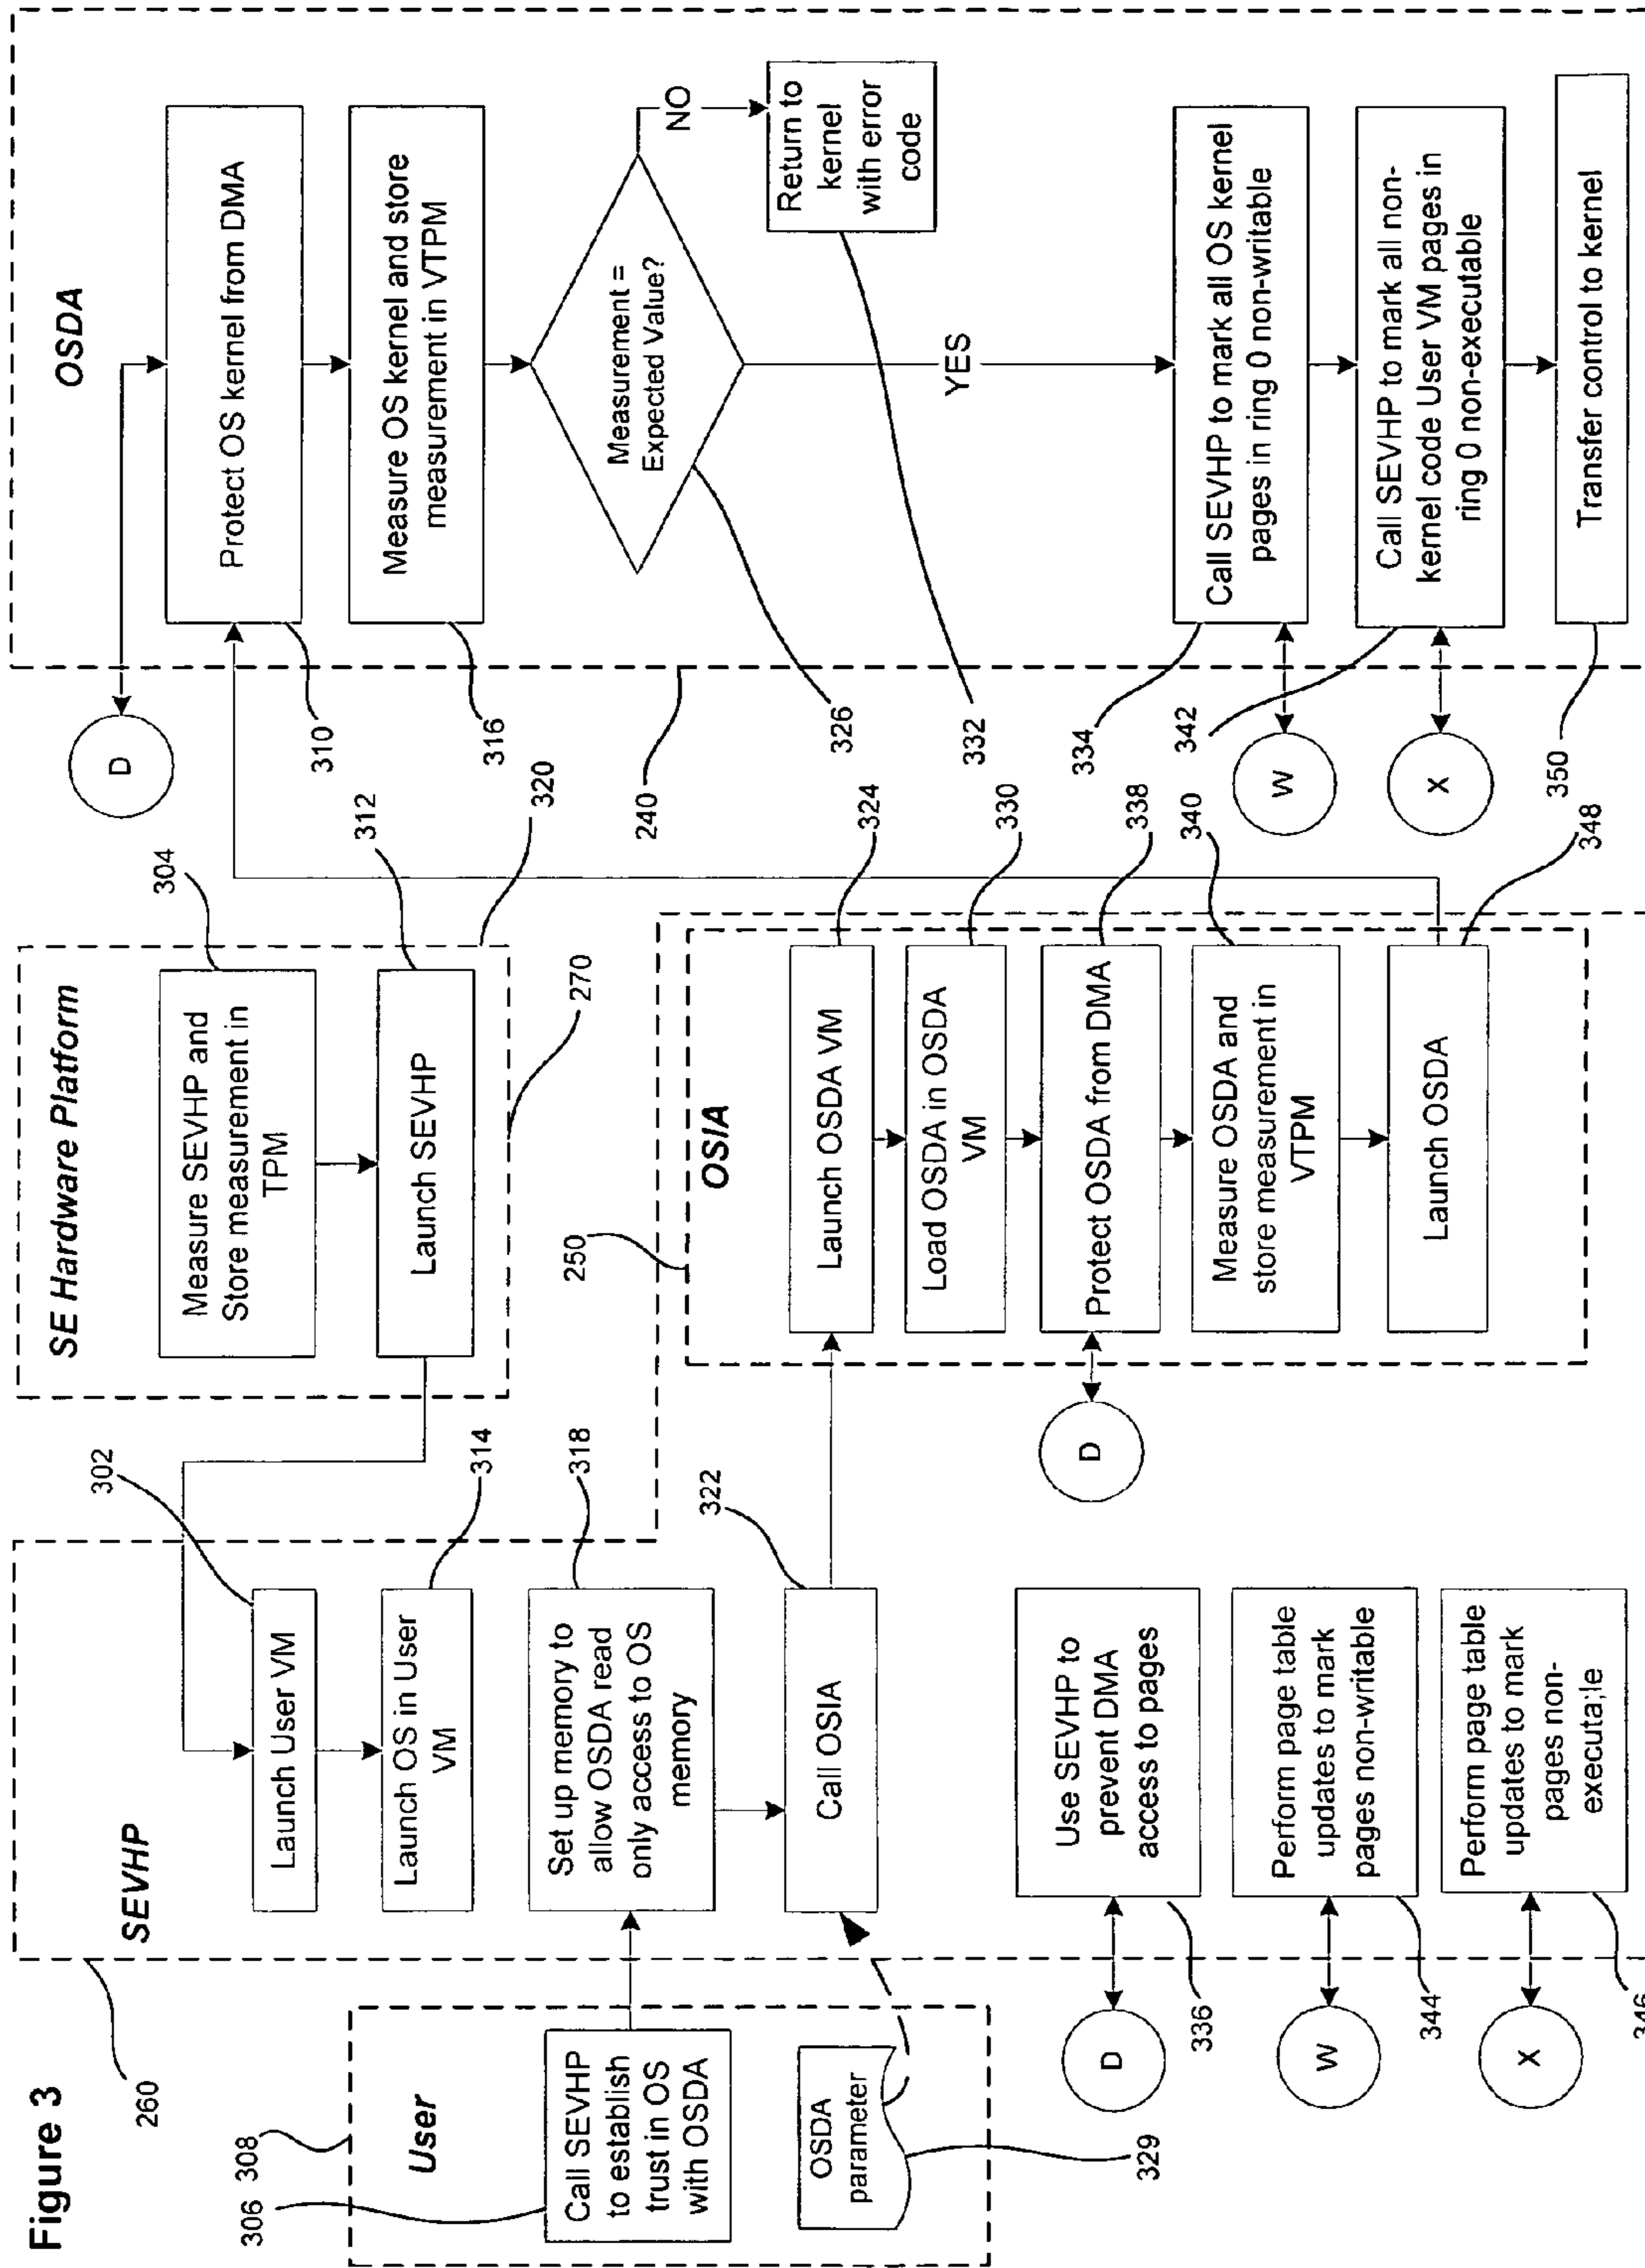 Figure 3
260
308
User
306
Call SEVHP
to establish
trust in OS
with OSDA
OSDA
parameter
329
SEVHP
302
Launch User VM
314
Launch OS in User
VM
318
Set up memory to
allow OSDA read
only access to OS
memory
322
Call OSIA
Use SEVHP to
prevent DMA
access to pages
D
336
Perform page table
updates to mark
pages non-writable
W
344
Perform page table
updates to mark
pages non-
executa;le
X
346
SE Hardware Platform
304
Measure SEVHP and
Store measurement in
TPM
312
Launch SEVHP
320
270
250
OSIA
Launch OSDA VM
324
Load OSDA in OSDA
VM
330
Protect OSDA from DMA
338
D
Measure OSDA and
store measurement in
VTPM
340
Launch OSDA
348
OSDA
D
Protect OS kernel from DMA
310
Measure OS kernel and store
measurement in VTPM
316
240
Measurement =
Expected Value?
326
NO
Return to
kernel
with error
code
332
YES
Call SEVHP to mark all OS kernel
pages in ring 0 non-writable
334
W
Call SEVHP to mark all non-
kernel code User VM pages in
ring 0 non-executable
342
X
Transfer control to kernel
350